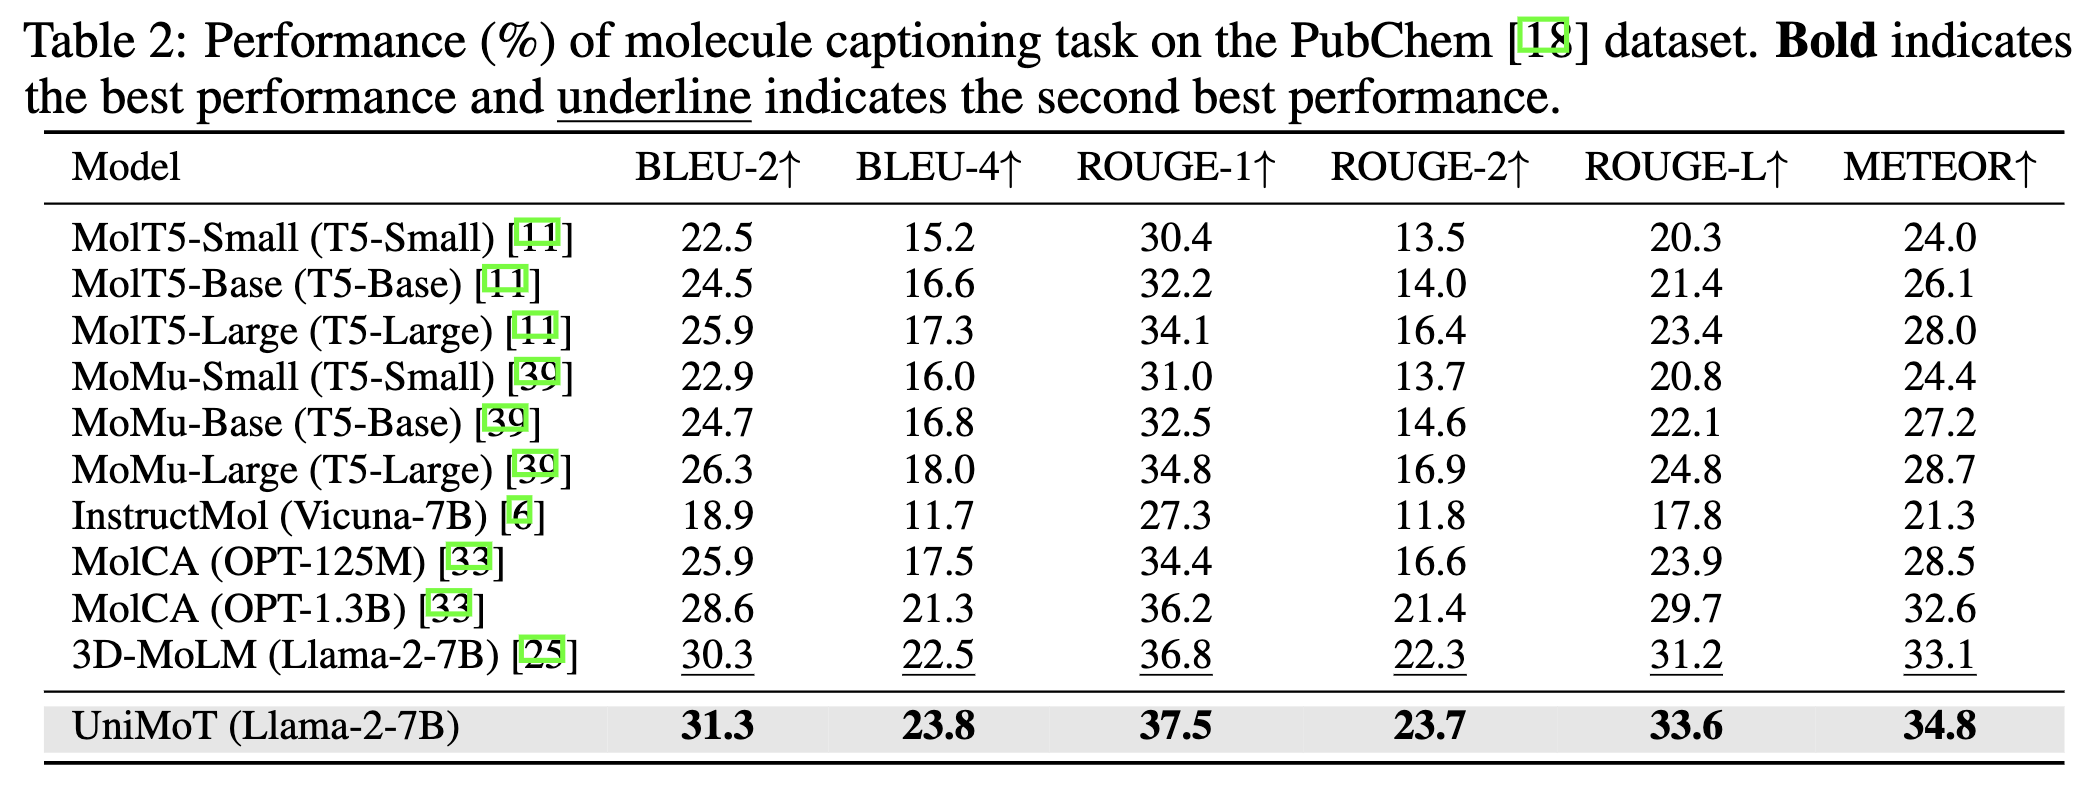 Table 2: Performance (%) of molecule captioning task on the PubChem [18] dataset. Bold indicates
the best performance and underline indicates the second best performance.
Model BLEU-2↑ BLEU-4↑ ROUGE-1↑ ROUGE-2↑ ROUGE-L↑ METEOR↑
MolT5-Small (T5-Small) [11] 22.5 15.2 30.4 13.5 20.3 24.0
MolT5-Base (T5-Base) [11] 24.5 16.6 32.2 14.0 21.4 26.1
MolT5-Large (T5-Large) [11] 25.9 17.3 34.1 16.4 23.4 28.0
MoMu-Small (T5-Small) [39] 22.9 16.0 31.0 13.7 20.8 24.4
MoMu-Base (T5-Base) [39] 24.7 16.8 32.5 14.6 22.1 27.2
MoMu-Large (T5-Large) [39] 26.3 18.0 34.8 16.9 24.8 28.7
InstructMol (Vicuna-7B) [6] 18.9 11.7 27.3 11.8 17.8 21.3
MolCA (OPT-125M) [33] 25.9 17.5 34.4 16.6 23.9 28.5
MolCA (OPT-1.3B) [33] 28.6 21.3 36.2 21.4 29.7 32.6
3D-MoLM (Llama-2-7B) [25] 30.3 22.5 36.8 22.3 31.2 33.1
UniMoT (Llama-2-7B) 31.3 23.8 37.5 23.7 33.6 34.8